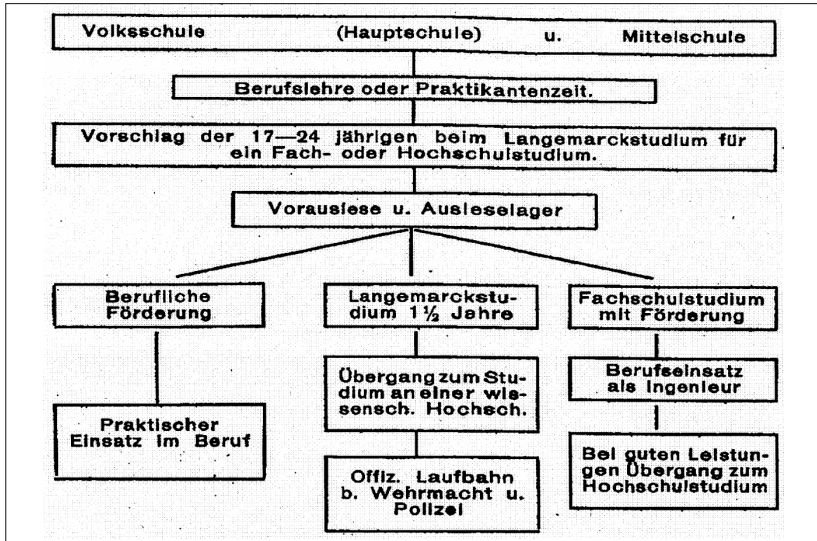 Volksschule (Hauptschule) u. Mittelschule
Berufslehre oder Praktikantenzeit.
Vorschlag der 17—24 jährigen beim Langemarckstudium für
ein Fach- oder Hochschulstudium.
Vorauslese u. Ausleselager
Berufliche
Förderung
Praktischer
Einsatz im Beruf
Langemarckstu-
dium 1½ Jahre
Übergang zum Stu-
dium an einer wis-
sensch. Hochsch.
Offiz. Laufbahn
b. Wehrmacht u.
Polizei
Fachschulstudium
mit Förderung
Berufseinsatz
als Ingenieur
Bei guten Leistun-
gen Übergang zum
Hochschulstudium